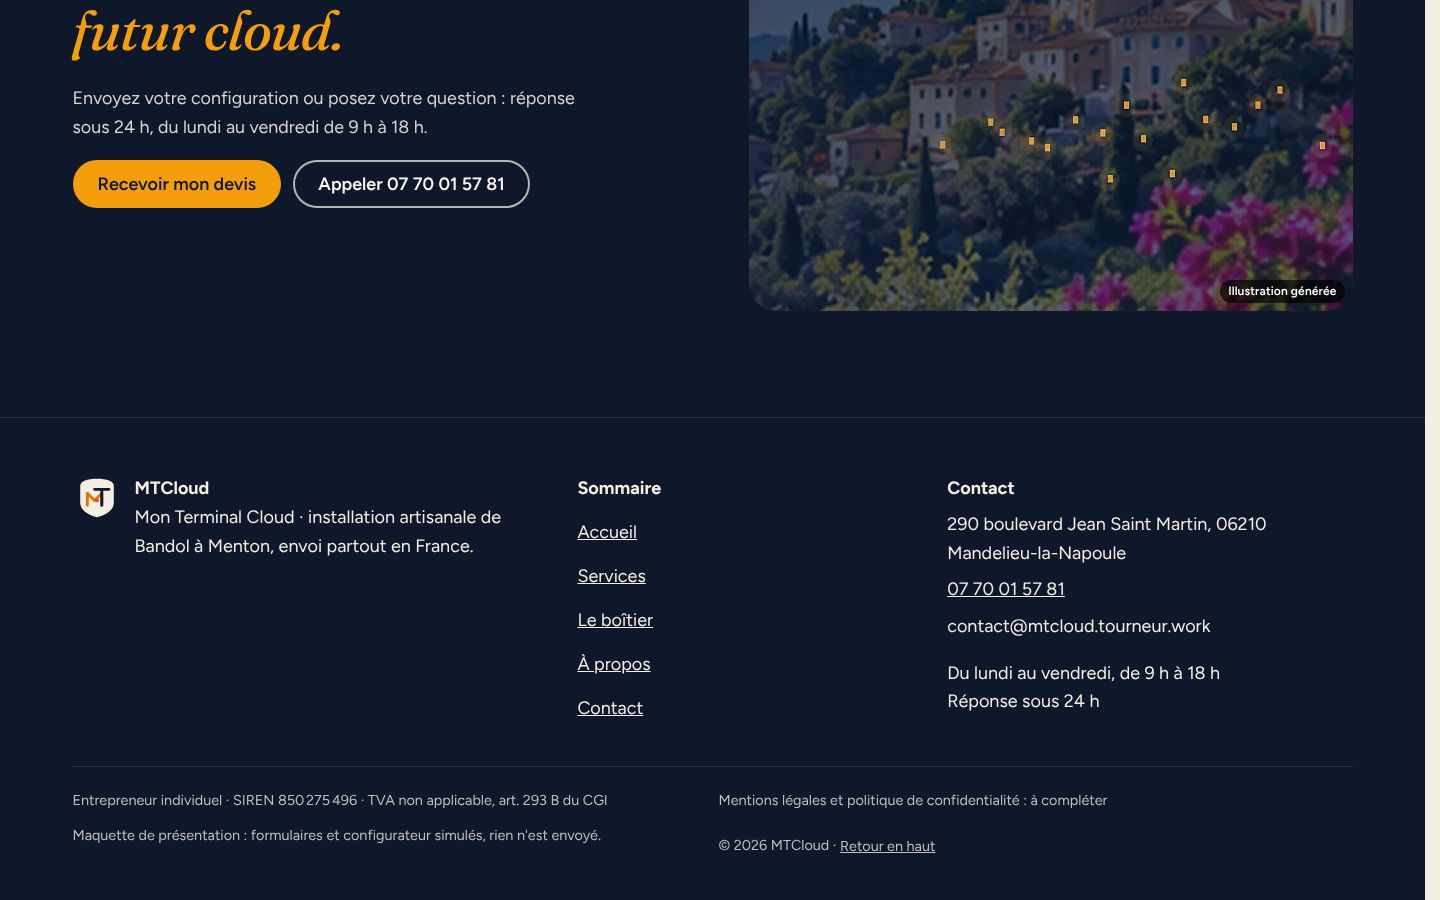 futur cloud.
Envoyez votre configuration ou posez votre question : réponse
sous 24 h, du lundi au vendredi de 9 h à 18 h.
Recevoir mon devis
Appeler 07 70 01 57 81
Illustration générée
MT
MTCloud
Mon Terminal Cloud · installation artisanale de
Bandol à Menton, envoi partout en France.
Sommaire
Accueil
Services
Le boîtier
À propos
Contact
Contact
290 boulevard Jean Saint Martin, 06210
Mandelieu-la-Napoule
07 70 01 57 81
contact@mtcloud.tourneur.work
Du lundi au vendredi, de 9 h à 18 h
Réponse sous 24 h
Entrepreneur individuel · SIREN 850 275 496 · TVA non applicable, art. 293 B du CGI
Maquette de présentation : formulaires et configurateur simulés, rien n'est envoyé.
Mentions légales et politique de confidentialité : à compléter
© 2026 MTCloud · Retour en haut